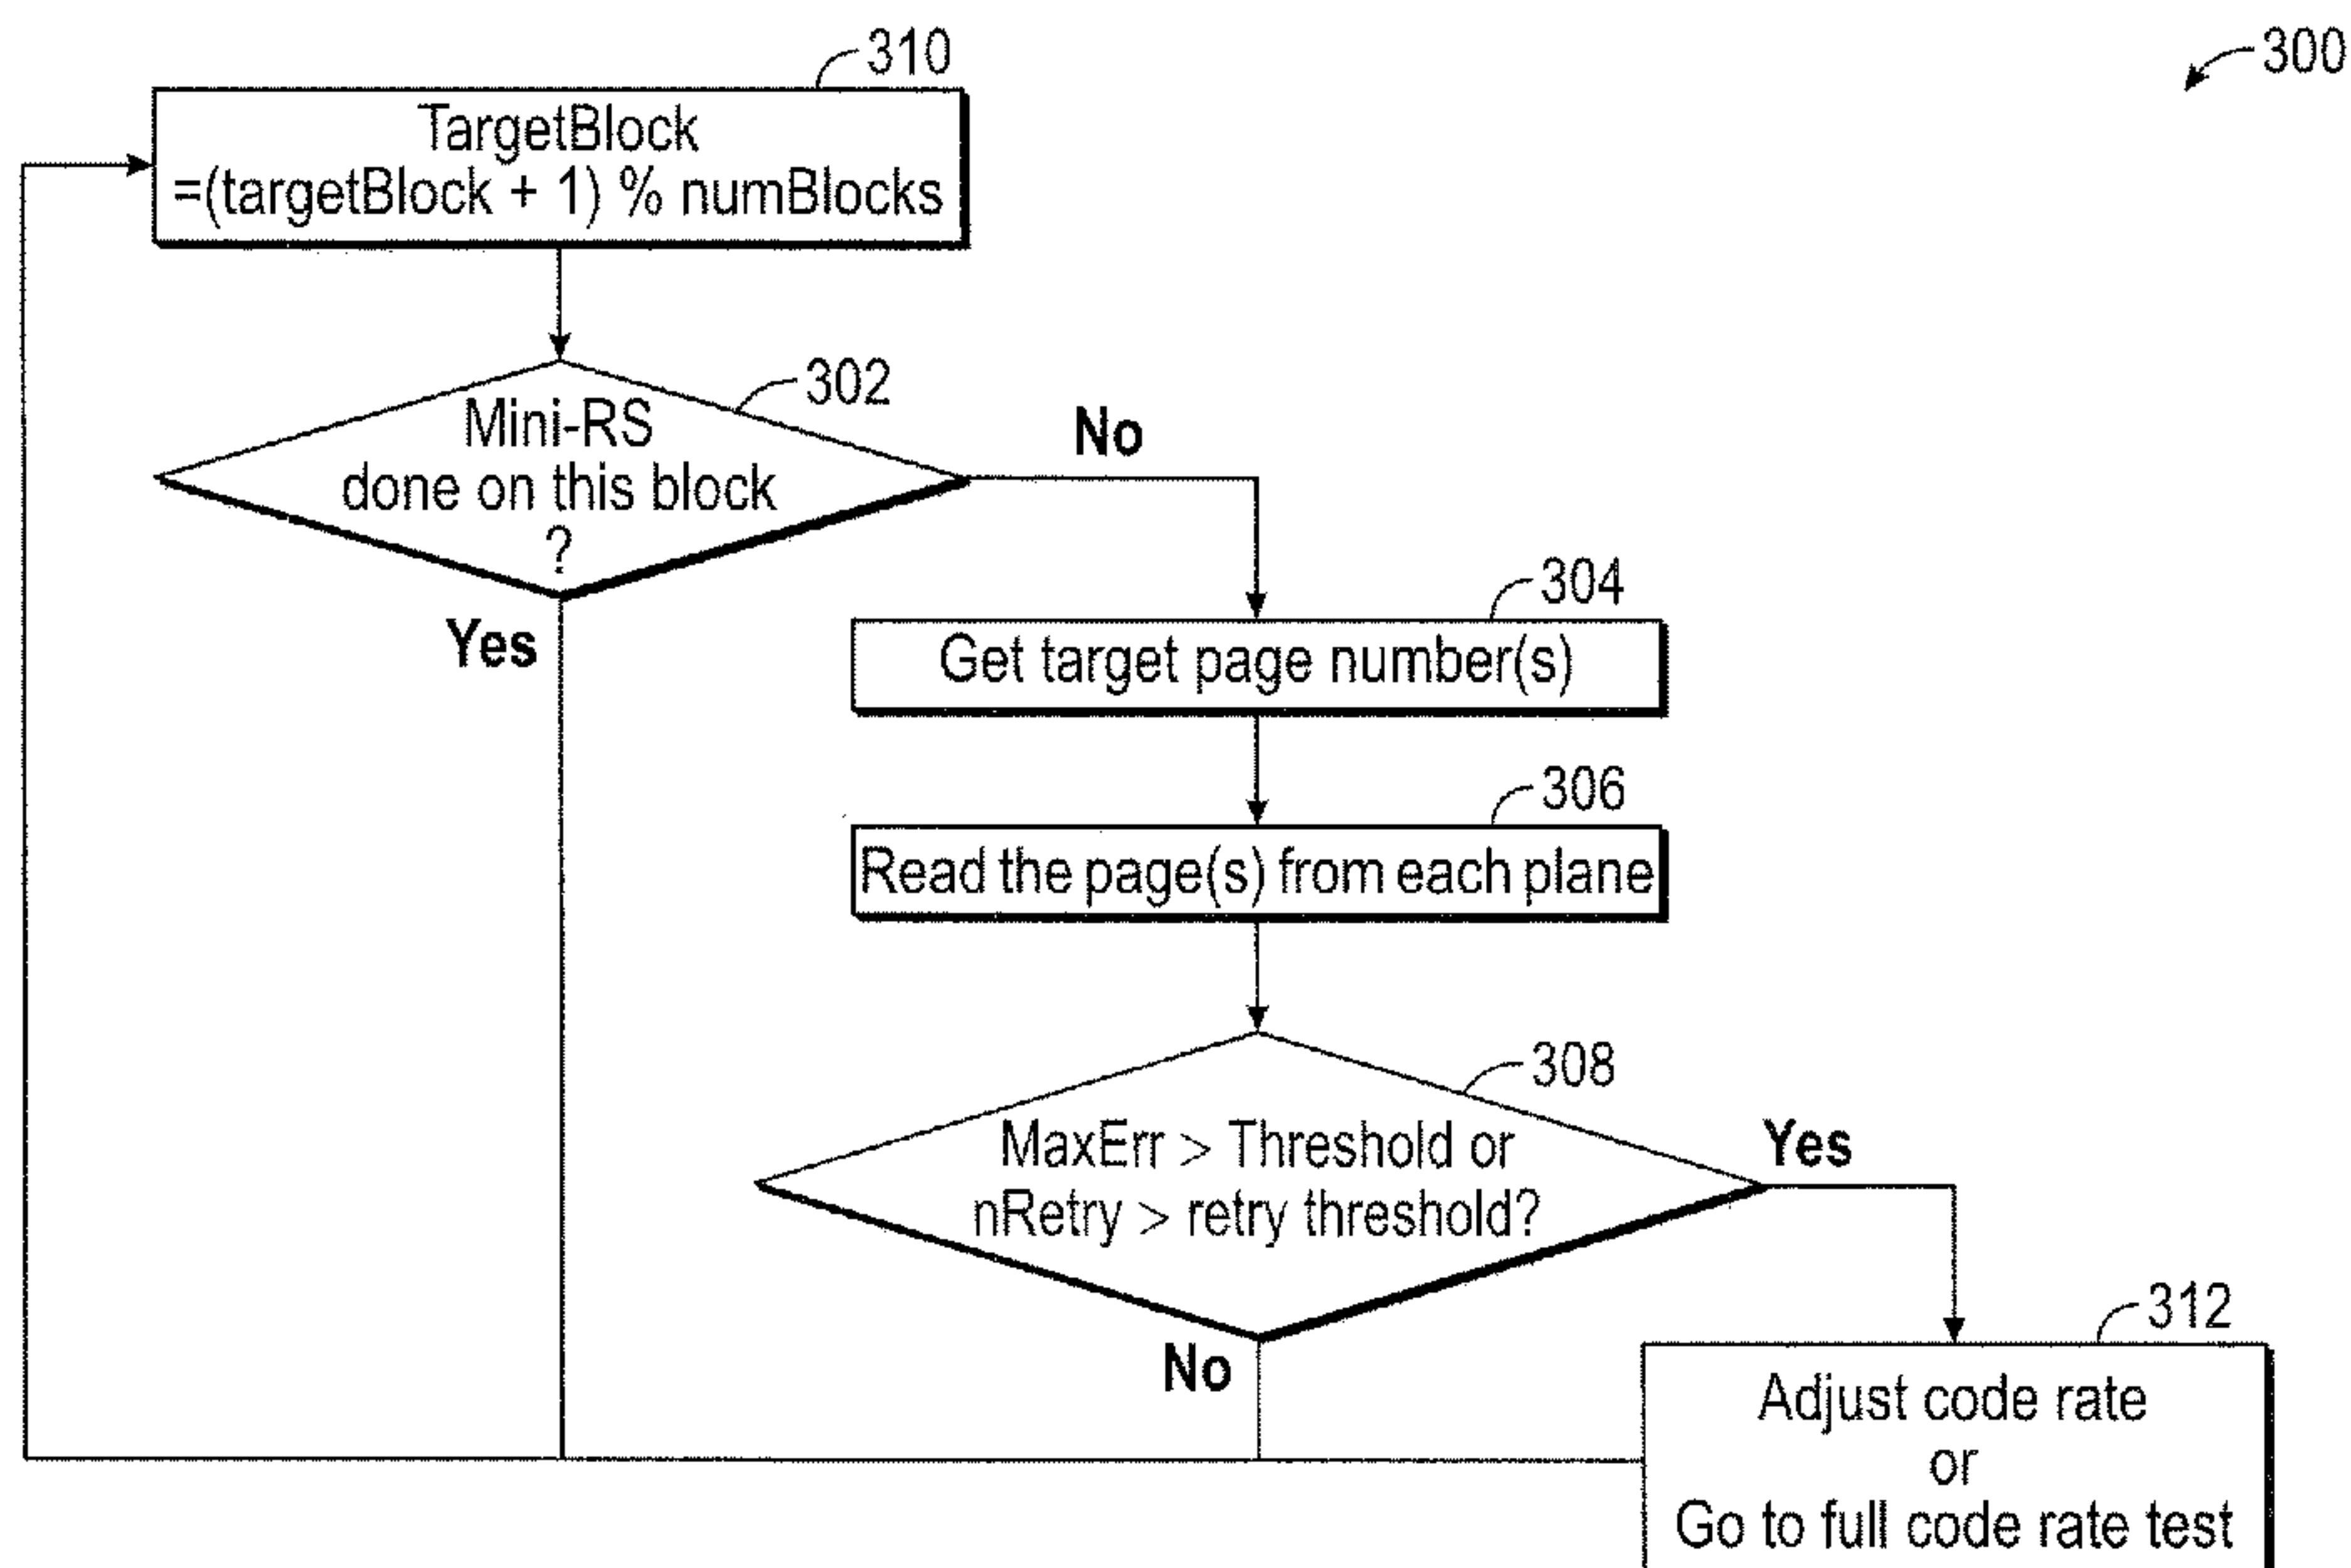 310
300
TargetBlock
=(targetBlock + 1) % numBlocks
302
Mini-RS
done on this block
?
No
Yes
304
Get target page number(s)
306
Read the page(s) from each plane
308
MaxErr > Threshold or
nRetry > retry threshold?
Yes
No
312
Adjust code rate
or
Go to full code rate test